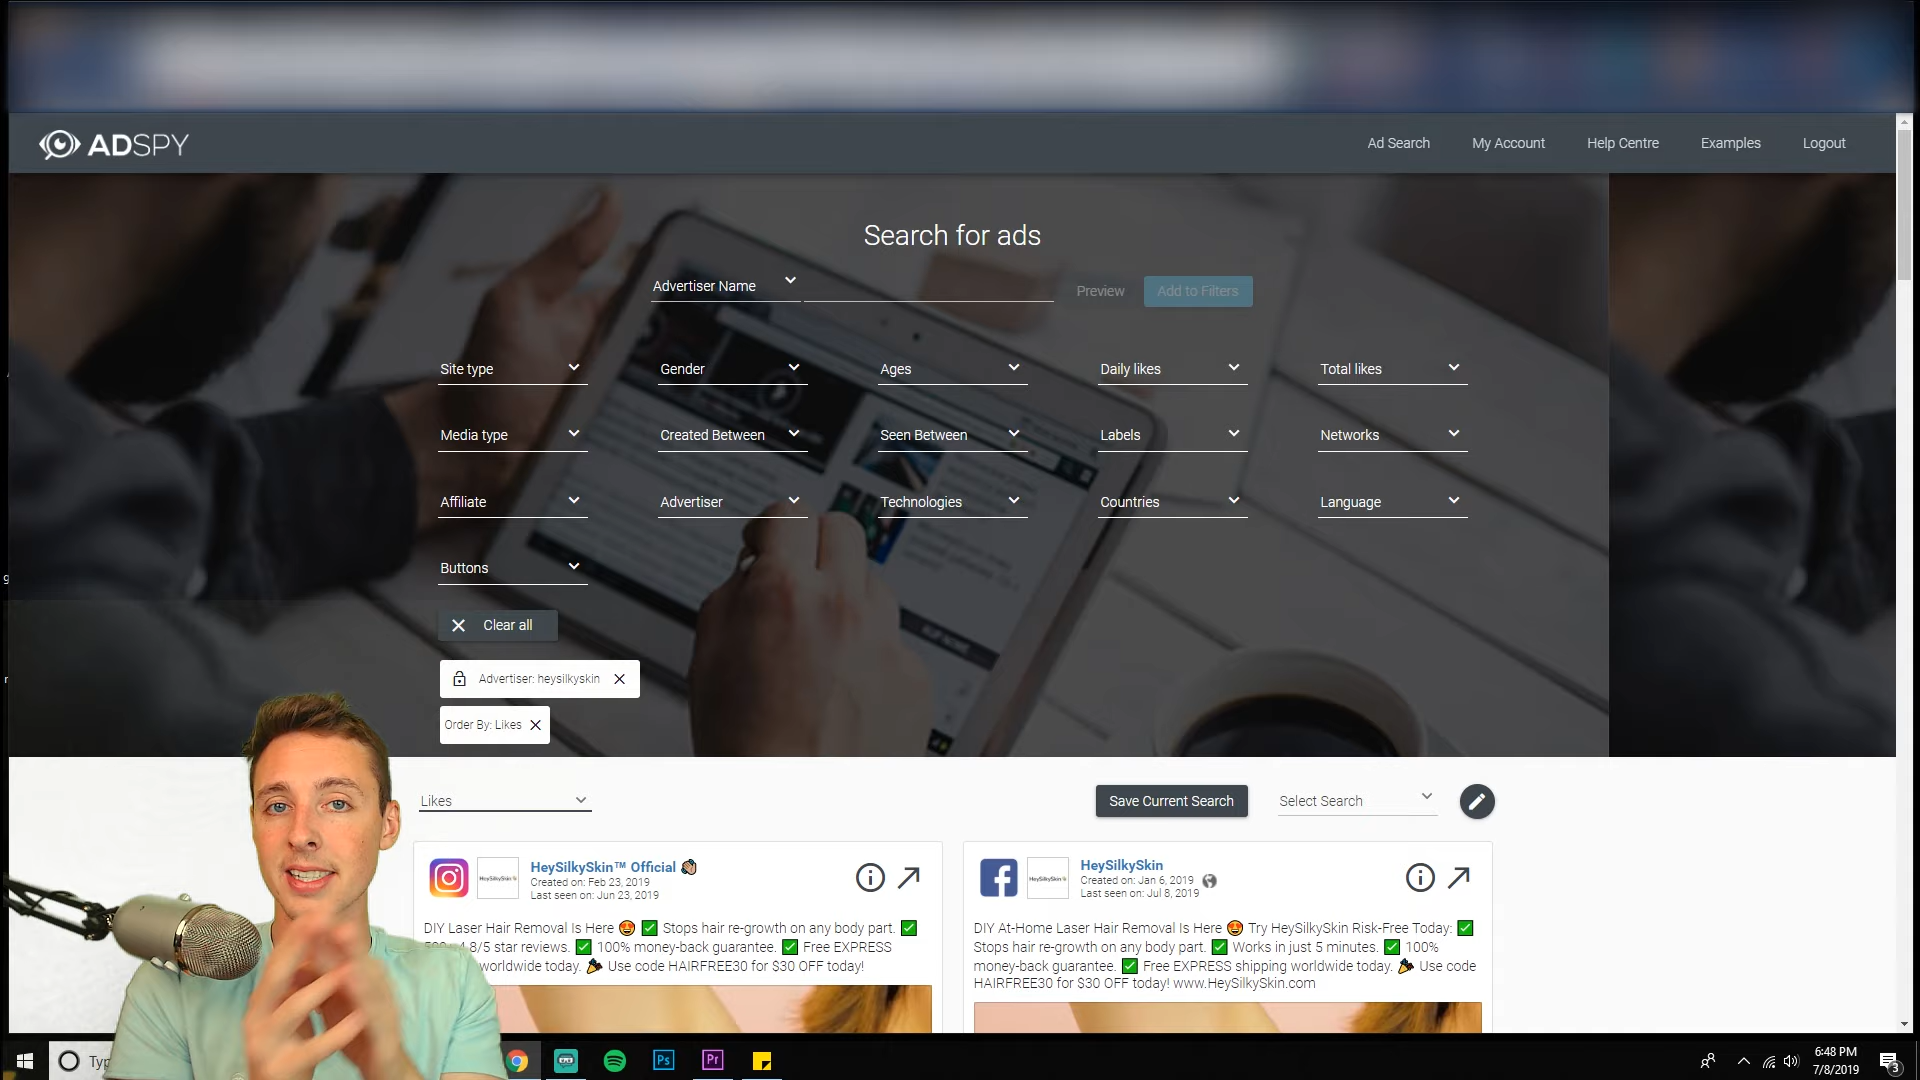 ADSPY
Ad Search
My Account
Help Centre
Examples
Logout
Search for ads
Advertiser Name
Preview
Add to Filters
Site type
Gender
Ages
Daily likes
Total likes
Media type
Created Between
Seen Between
Labels
Networks
Affiliate
Advertiser
Technologies
Countries
Language
Buttons
Clear all
Advertiser: heysilkyskin
Order By: Likes
Likes
Save Current Search
Select Search
HeySilkySkin™ Official
Created on: Feb 23, 2019
Last seen on: Jun 23, 2019
DIY Laser Hair Removal Is Here 🤩 ✅ Stops hair re-growth on any body part. ✅
4.8/5 star reviews. ✅ 100% money-back guarantee. ✅ Free EXPRESS
worldwide today. 🎉 Use code HAIRFREE30 for $30 OFF today!
HeySilkySkin
Created on: Jan 6, 2019
Last seen on: Jul 8, 2019
DIY At-Home Laser Hair Removal Is Here 🤩 Try HeySilkySkin Risk-Free Today: ✅
Stops hair re-growth on any body part. ✅ Works in just 5 minutes. ✅ 100%
money-back guarantee. ✅ Free EXPRESS shipping worldwide today. 🎉 Use code
HAIRFREE30 for $30 OFF today! www.HeySilkySkin.com
Ps
Pr
6:48 PM
7/8/2019
3